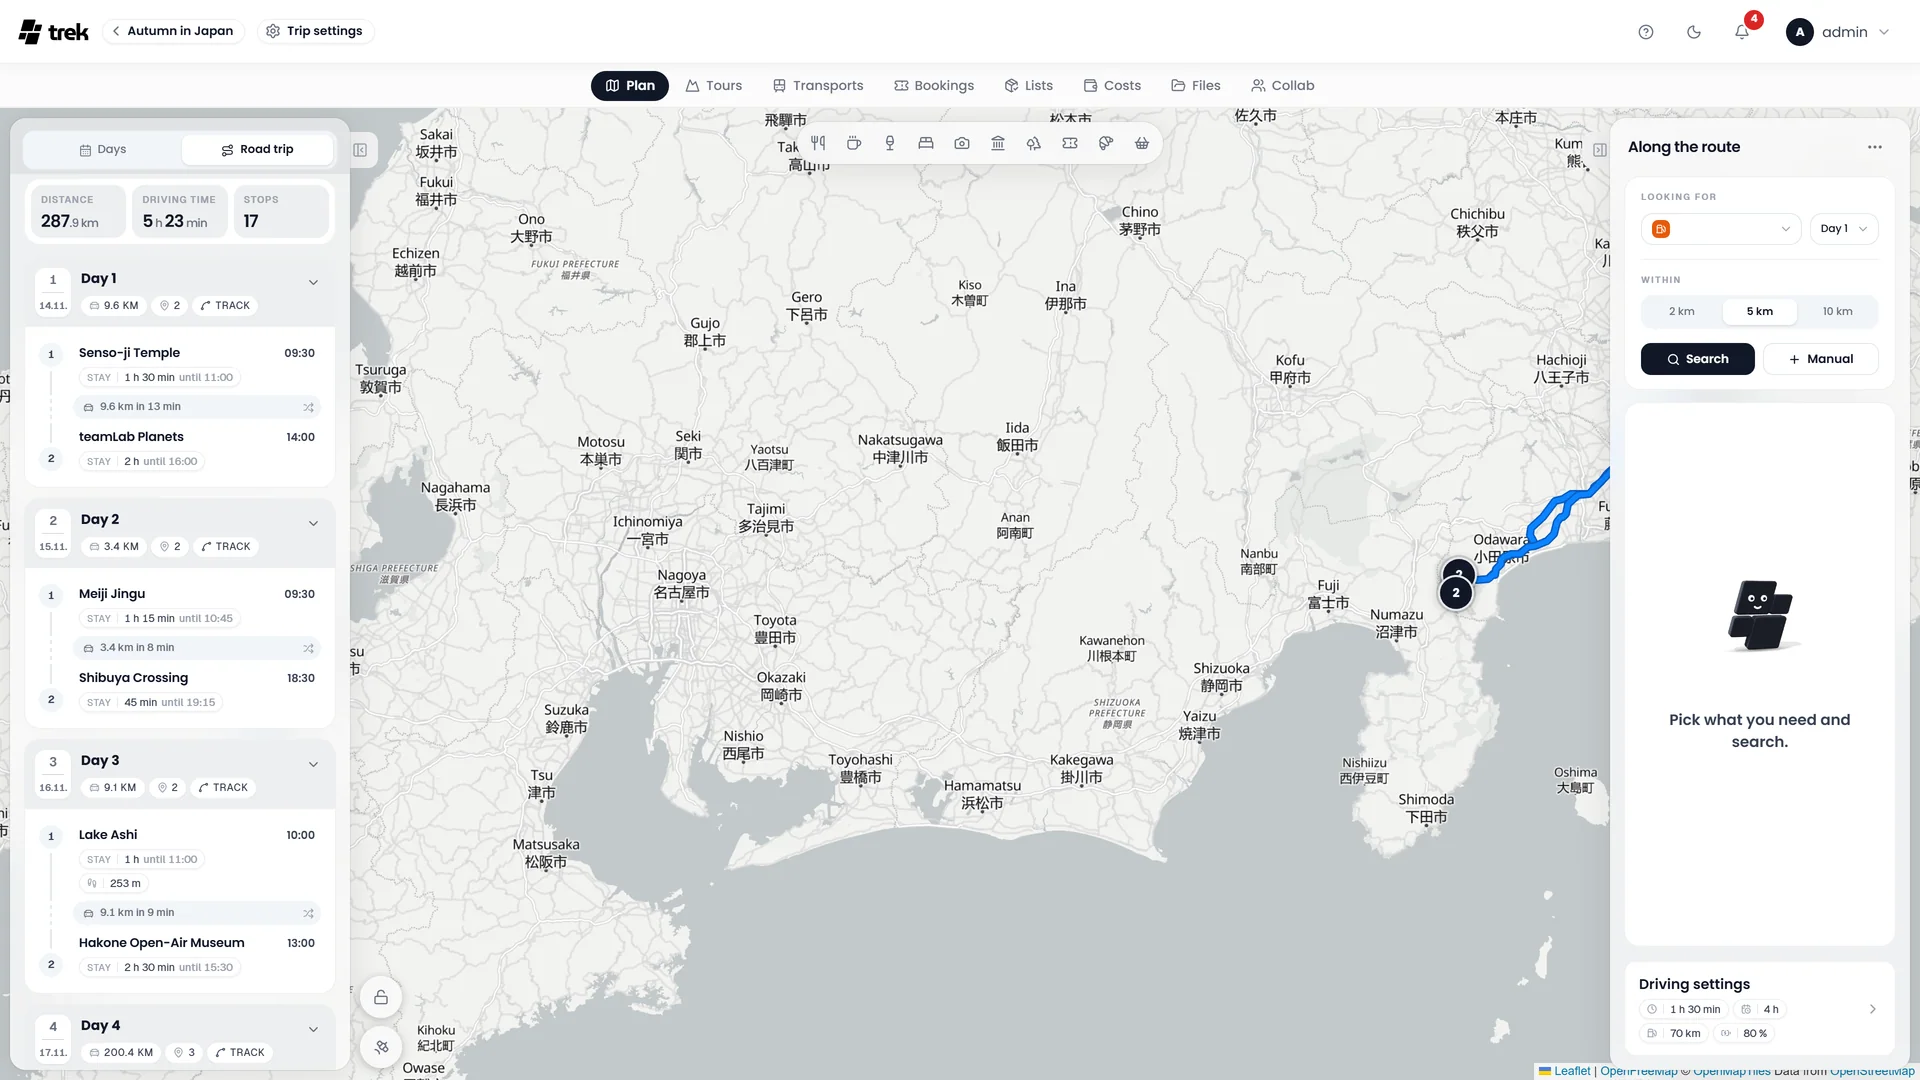 trek
Autumn in Japan
Trip settings
4
A
admin
Plan
Tours
Transports
Bookings
Lists
Costs
Files
Collab
Days
Road trip
DISTANCE
287.9 km
DRIVING TIME
5 h 23 min
STOPS
17
1
14.11.
Day 1
9.6 KM
2
TRACK
1
Senso-ji Temple
09:30
STAY 1 h 30 min until 11:00
9.6 km in 13 min
2
teamLab Planets
14:00
STAY 2 h until 16:00
2
15.11.
Day 2
3.4 KM
2
TRACK
1
Meiji Jingu
09:30
STAY 1 h 15 min until 10:45
3.4 km in 8 min
2
Shibuya Crossing
18:30
STAY 45 min until 19:15
3
16.11.
Day 3
9.1 KM
2
TRACK
1
Lake Ashi
10:00
STAY 1 h until 11:00
253 m
9.1 km in 9 min
2
Hakone Open-Air Museum
13:00
STAY 2 h 30 min until 15:30
4
17.11.
Day 4
200.4 KM
3
TRACK
飛驒市
松本市
佐久市
本庄市
Sakai
坂井市
高山市
Fukui
福井市
Ono
大野市
Chino
茅野市
Chichibu
秩父市
Echizen
越前市
FUKUI PREFECTURE
福井県
Kiso
木曽町
Ina
伊那市
Gero
下呂市
Gujo
郡上市
Tsuruga
敦賀市
Kofu
甲府市
Hachioji
八王子市
Motosu
本巣市
Seki
関市
Yaotsu
八百津町
Nakatsugawa
中津川市
Iida
飯田市
Nagahama
長浜市
Ichinomiya
一宮市
Tajimi
多治見市
Anan
阿南町
Odawara
SHIGA PREFECTURE
滋賀県
Nagoya
名古屋市
Nanbu
南部町
Fuji
富士市
Numazu
沼津市
2
Toyota
豊田市
Kawanehon
川根本町
Shizuoka
静岡市
Okazaki
岡崎市
Suzuka
鈴鹿市
SHIZUOKA
PREFECTURE
静岡県
Yaizu
焼津市
Nishio
西尾市
Toyohashi
豊橋市
Kakegawa
掛川市
Hamamatsu
浜松市
Tsu
津市
Nishiizu
西伊豆町
Shimoda
下田市
Oshima
大島町
Matsusaka
松阪市
Kihoku
紀北町
Owase
Along the route
LOOKING FOR
Day 1
WITHIN
2 km
5 km
10 km
Search
Manual
Pick what you need and
search.
Driving settings
1 h 30 min
4 h
70 km
80 %
Leaflet | OpenFreeMap © OpenMapTiles Data from OpenStreetMap